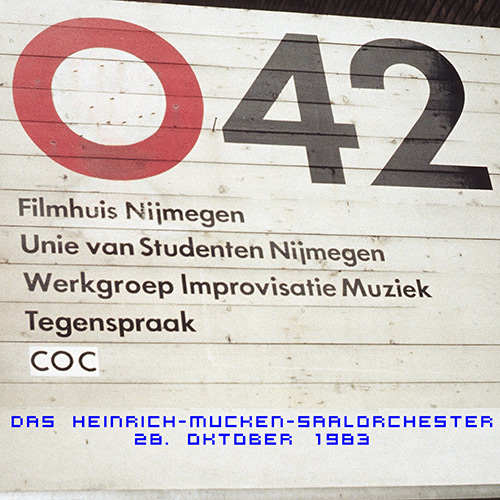 O42
Filmhuis Nijmegen
Unie van Studenten Nijmegen
Werkgroep Improvisatie Muziek
Tegenspraak
COC
DAS HEINRICH-MUCKEN-SAALORCHESTER
28. OKTOBER 1983